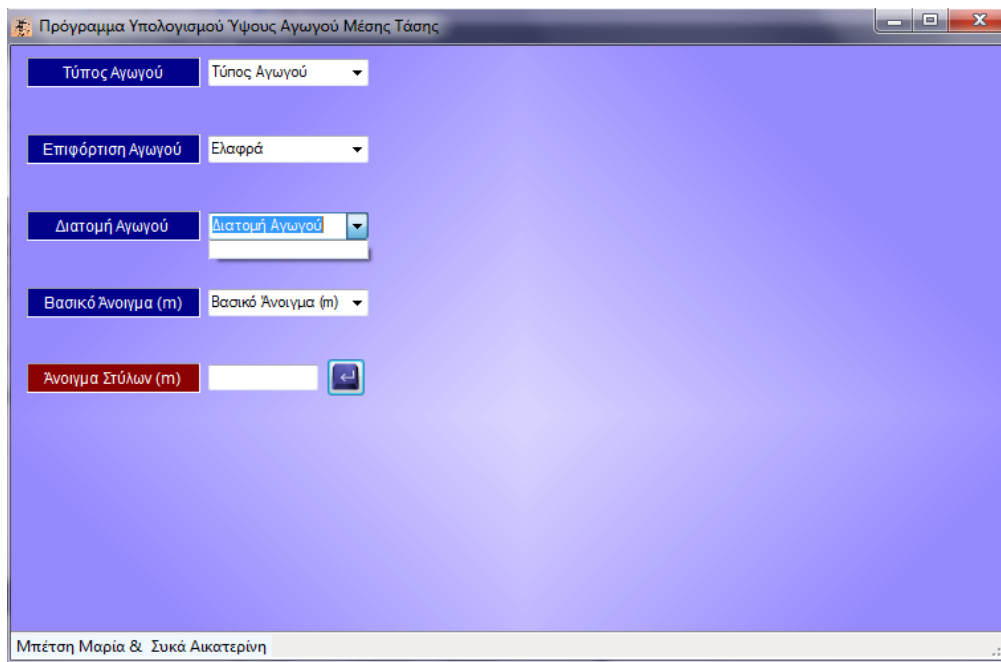 Πρόγραμμα Υπολογισμού Ύψους Αγωγού Μέσης Τάσης
Τύπος Αγωγού Τύπος Αγωγού
Επιφόρτιση Αγωγού Ελαφρά
Διατομή Αγωγού Διατομή Αγωγού
Βασικό Άνοιγμα (m) Βασικό Άνοιγμα (m)
Άνοιγμα Στύλων (m)
Μπέτση Μαρία & Συκά Αικατερίνη